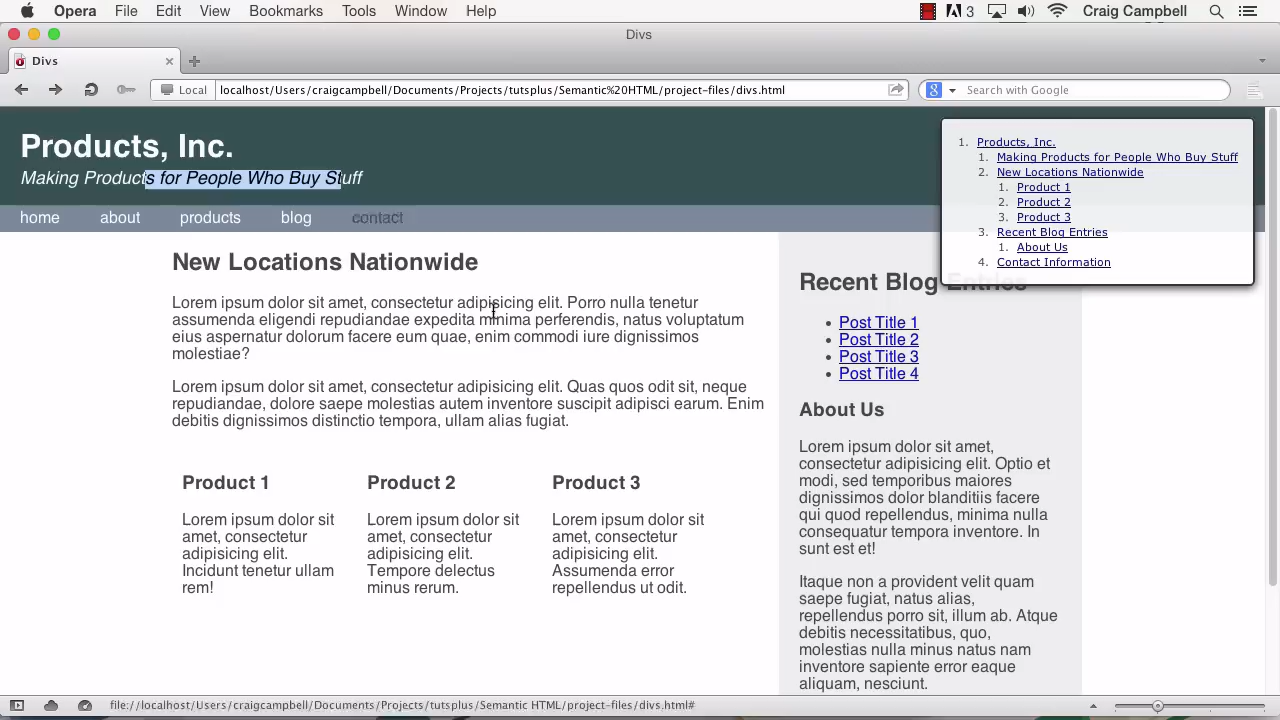 Opera File Edit View Bookmarks Tools Window Help 3 Craig Campbell
Divs
Divs
Local localhost/Users/craigcampbell/Documents/Projects/tutsplus/Semantic%20HTML/project-files/divs.html Search with Google
Products, Inc.
Making Products for People Who Buy Stuff
home about products blog contact
1. Products, Inc.
1. Making Products for People Who Buy Stuff
2. New Locations Nationwide
1. Product 1
2. Product 2
3. Product 3
3. Recent Blog Entries
1. About Us
4. Contact Information
New Locations Nationwide
Lorem ipsum dolor sit amet, consectetur adipisicing elit. Porro nulla tenetur
assumenda eligendi repudiandae expedita minima perferendis, natus voluptatum
eius aspernatur dolorum facere eum quae, enim commodi iure dignissimos
molestiae?
Lorem ipsum dolor sit amet, consectetur adipisicing elit. Quas quos odit sit, neque
repudiandae, dolore saepe molestias autem inventore suscipit adipisci earum. Enim
debitis dignissimos distinctio tempora, ullam alias fugiat.
Product 1
Lorem ipsum dolor sit
amet, consectetur
adipisicing elit.
Incidunt tenetur ullam
rem!
Product 2
Lorem ipsum dolor sit
amet, consectetur
adipisicing elit.
Tempore delectus
minus rerum.
Product 3
Lorem ipsum dolor sit
amet, consectetur
adipisicing elit.
Assumenda error
repellendus ut odit.
Recent Blog Entries
• Post Title 1
• Post Title 2
• Post Title 3
• Post Title 4
About Us
Lorem ipsum dolor sit amet,
consectetur adipisicing elit. Optio et
modi, sed temporibus maiores
dignissimos dolor blanditiis facere
qui quod repellendus, minima nulla
consequatur tempora inventore. In
sunt est et!
Itaque non a provident velit quam
saepe fugiat, natus alias,
repellendus porro sit, illum ab. Atque
debitis necessitatibus, quo,
molestias nulla minus natus nam
inventore sapiente error eaque
aliquam, nesciunt.
file://localhost/Users/craigcampbell/Documents/Projects/tutsplus/Semantic HTML/project-files/divs.html#